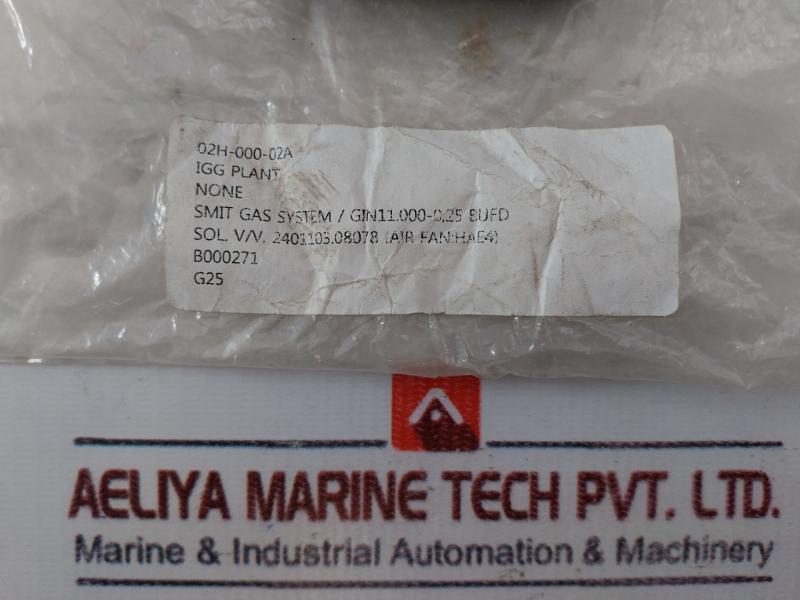 02H-000-02A
IGG PLANT
NONE
SMIT GAS SYSTEM / GIN11.000-0.25 BUFD
SOL. V/V. 2401103.08078 (AIR FAN:HAE4)
B000271
G25
AELIYA MARINE TECH PVT. LTD.
Marine & Industrial Automation & Machinery